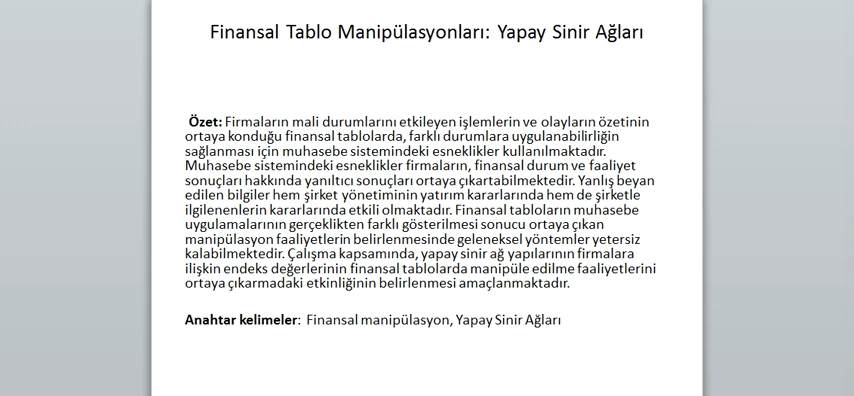 Finansal Tablo Manipülasyonları: Yapay Sinir Ağları
Özet: Firmaların mali durumlarını etkileyen işlemlerin ve olayların özetinin
ortaya konduğu finansal tablolarda, farklı durumlara uygulanabilirliğin
sağlanması için muhasebe sistemindeki esneklikler kullanılmaktadır.
Muhasebe sistemindeki esneklikler firmaların, finansal durum ve faaliyet
sonuçları hakkında yanıltıcı sonuçları ortaya çıkartabilmektedir. Yanlış beyan
edilen bilgiler hem şirket yönetiminin yatırım kararlarında hem de şirketle
ilgilenenlerin kararlarında etkili olmaktadır. Finansal tabloların muhasebe
uygulamalarının gerçeklikten farklı gösterilmesi sonucu ortaya çıkan
manipülasyon faaliyetlerin belirlenmesinde geleneksel yöntemler yetersiz
kalabilmektedir. Çalışma kapsamında, yapay sinir ağ yapılarının firmalara
ilişkin endeks değerlerinin finansal tablolarda manipüle edilme faaliyetlerini
ortaya çıkarmadaki etkinliğinin belirlenmesi amaçlanmaktadır.
Anahtar kelimeler: Finansal manipülasyon, Yapay Sinir Ağları